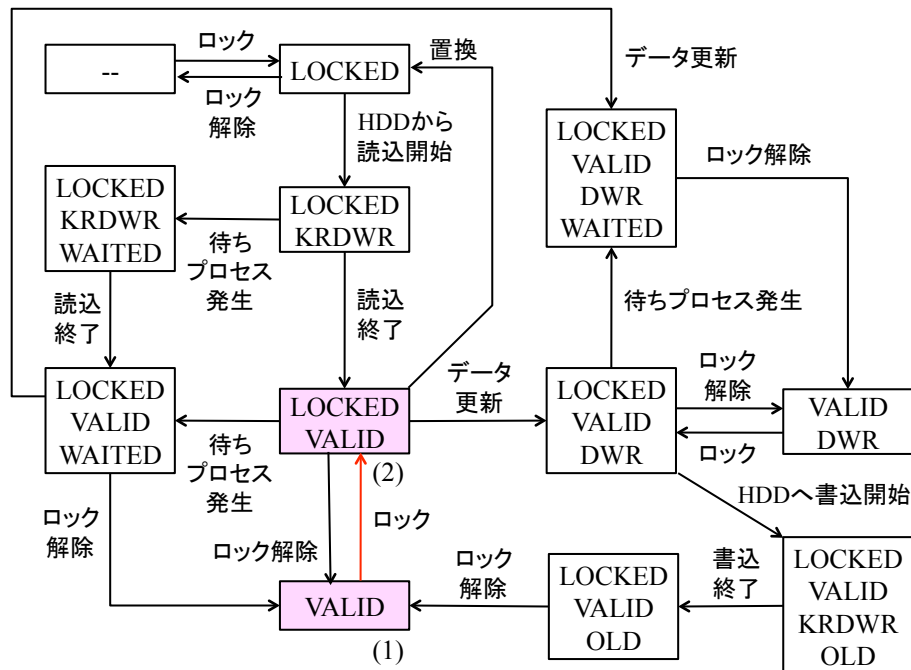 ロック
--
LOCKED
ロック
解除
置換
データ更新
HDDから
読込開始
LOCKED
VALID
DWR
WAITED
ロック解除
LOCKED
KRDWR
WAITED
待ち
プロセス
発生
LOCKED
KRDWR
読込
終了
読込
終了
待ちプロセス発生
LOCKED
VALID
WAITED
待ち
プロセス
発生
LOCKED
VALID
(2)
データ
更新
LOCKED
VALID
DWR
ロック
解除
ロック
VALID
DWR
HDDへ書込開始
ロック
解除
ロック解除
ロック
VALID
(1)
ロック
解除
LOCKED
VALID
OLD
書込
終了
LOCKED
VALID
KRDWR
OLD